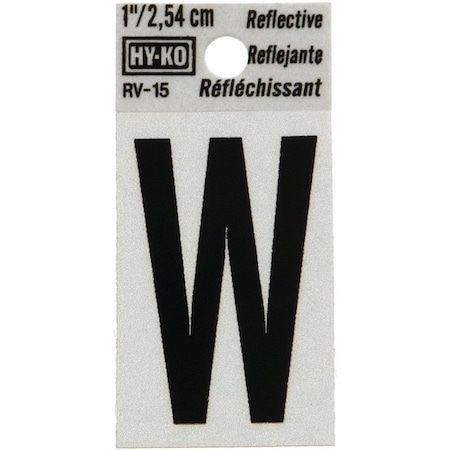 1"/2,54 cm Reflective
HY-KO Reflejante
RV-15 Réfléchissant
W